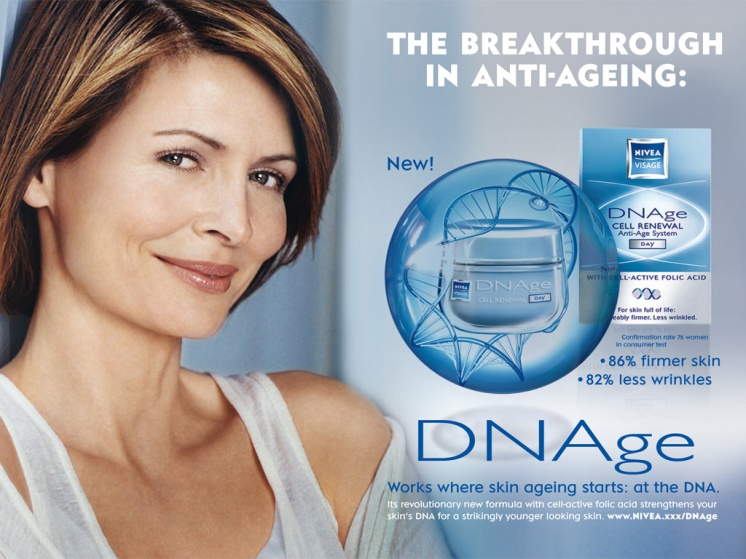 THE BREAKTHROUGH
IN ANTI-AGEING:
New!
NIVEA
VISAGE
DNAge
CELL RENEWAL
Anti-Age System
DAY
WITH CELL-ACTIVE FOLIC ACID
For skin full of life:
eably firmer. Less wrinkled.
NIVEA
DNAge
CELL RENEWAL DAY
Confirmation rate 76 women
in consumer test
• 86% firmer skin
• 82% less wrinkles
DNAge
Works where skin ageing starts: at the DNA.
Its revolutionary new formula with cell-active folic acid strengthens your
skin's DNA for a strikingly younger looking skin. www.NIVEA.xxx/DNAge